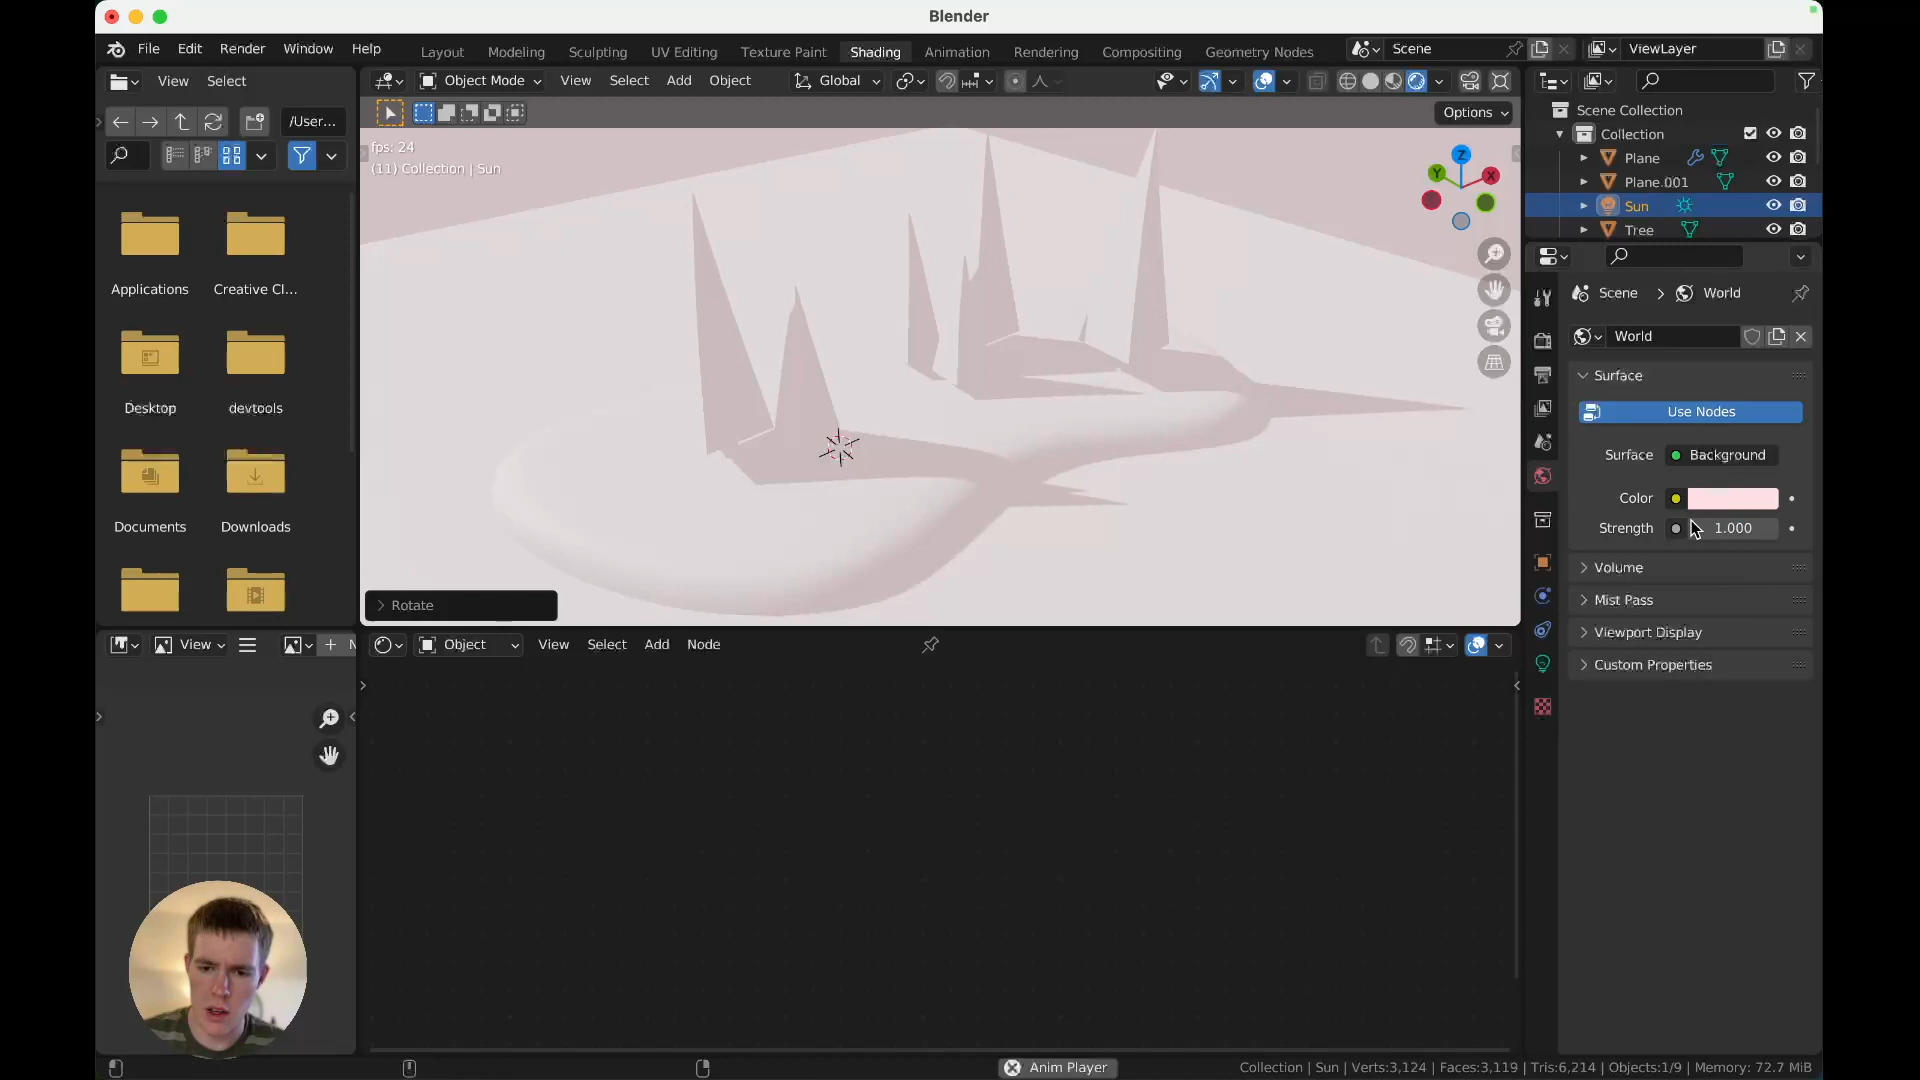 Blender
File Edit Render Window Help
Layout Modeling Sculpting UV Editing Texture Paint Shading Animation Rendering Compositing Geometry Nodes
Scene
ViewLayer
View Select
Object Mode View Select Add Object
Global
/User...
Options
fps: 24
(11) Collection | Sun
Z
Y
X
Scene Collection
Collection
Plane
Plane.001
Sun
Tree
Applications
Creative Cl...
Desktop
devtools
Documents
Downloads
Scene > World
World
Surface
Use Nodes
Surface Background
Color
Strength 1.000
Volume
Mist Pass
Viewport Display
Custom Properties
Rotate
View
Object View Select Add Node
Anim Player
Collection | Sun | Verts:3,124 | Faces:3,119 | Tris:6,214 | Objects:1/9 | Memory: 72.7 MiB